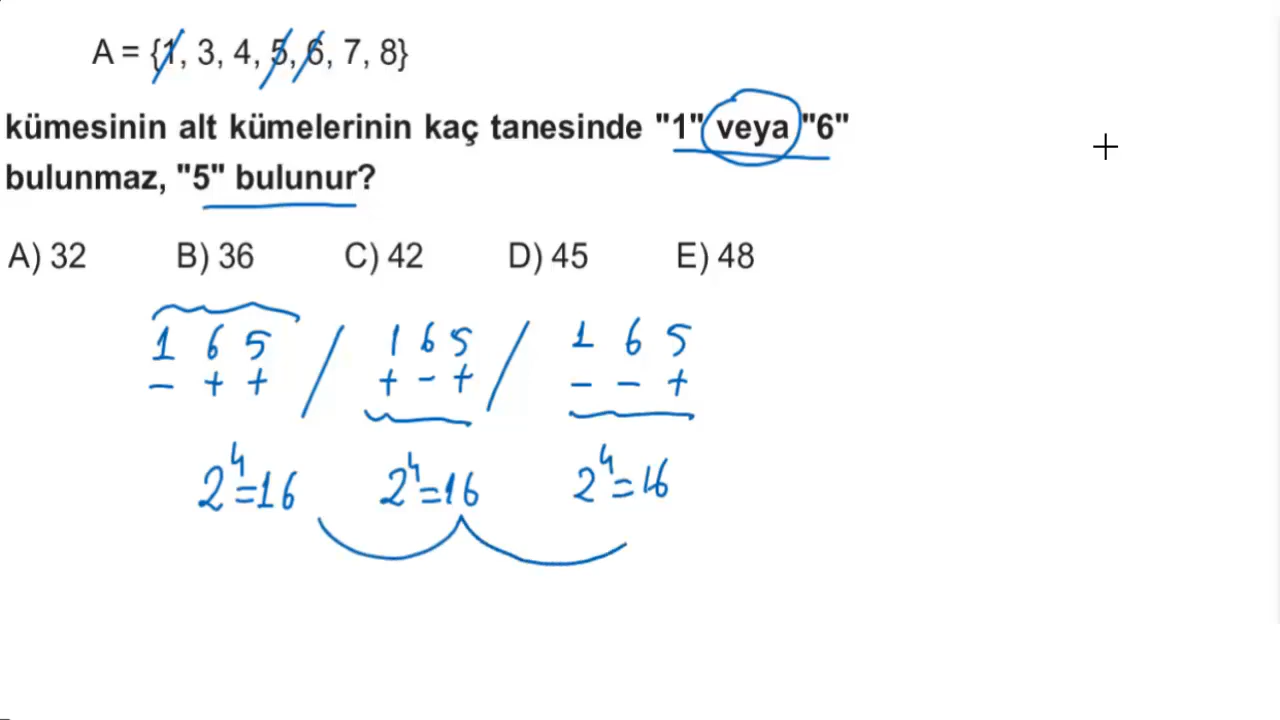 A = {1, 3, 4, 5, 6, 7, 8}
kümesinin alt kümelerinin kaç tanesinde "1" veya "6"
bulunmaz, "5" bulunur?
A) 32 B) 36 C) 42 D) 45 E) 48
1 6 5 / 1 6 5 / 1 6 5
- + + + - + - - +
2⁴=16 2⁴=16 2⁴=16